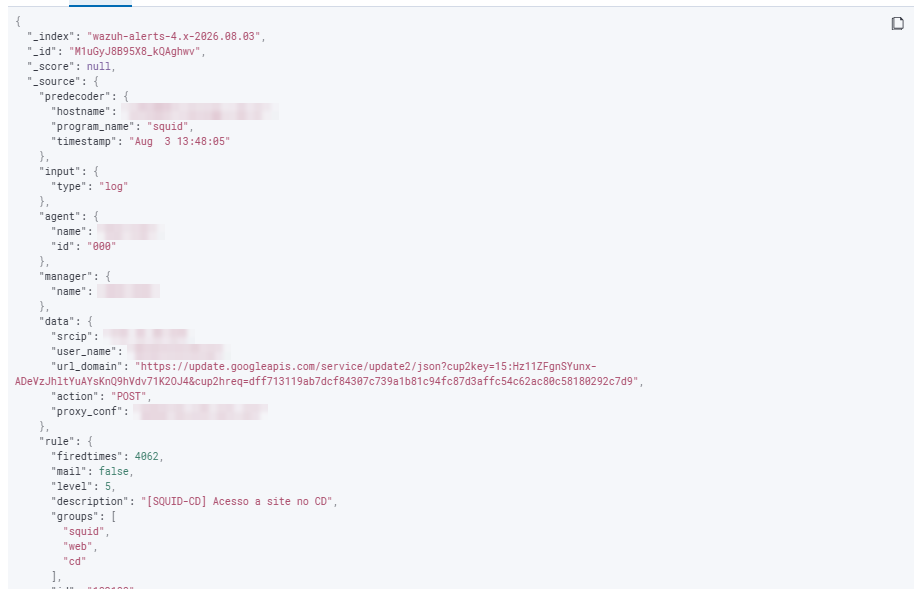 {
"_index": "wazuh-alerts-4.x-2026.08.03",
"_id": "M1uGyJ8B95X8_kQAghwv",
"_score": null,
"_source": {
"predecoder": {
"hostname":
"program_name": "squid",
"timestamp": "Aug  3 13:48:05"
},
"input": {
"type": "log"
},
"agent": {
"name":
"id": "000"
},
"manager": {
"name":
},
"data": {
"srcip":
"user_name":
"url_domain": "https://update.googleapis.com/service/update2/json?cup2key=15:Hz11ZFgnSYunx-
ADeVzJhltYuAYsKnQ9hVdv71K2OJ4&cup2hreq=dff713119ab7dcf84307c739a1b81c94fc87d3affc54c62ac80c58180292c7d9",
"action": "POST",
"proxy_conf":
},
"rule": {
"firedtimes": 4062,
"mail": false,
"level": 5,
"description": "[SQUID-CD] Acesso a site no CD",
"groups": [
"squid",
"web",
"cd"
],